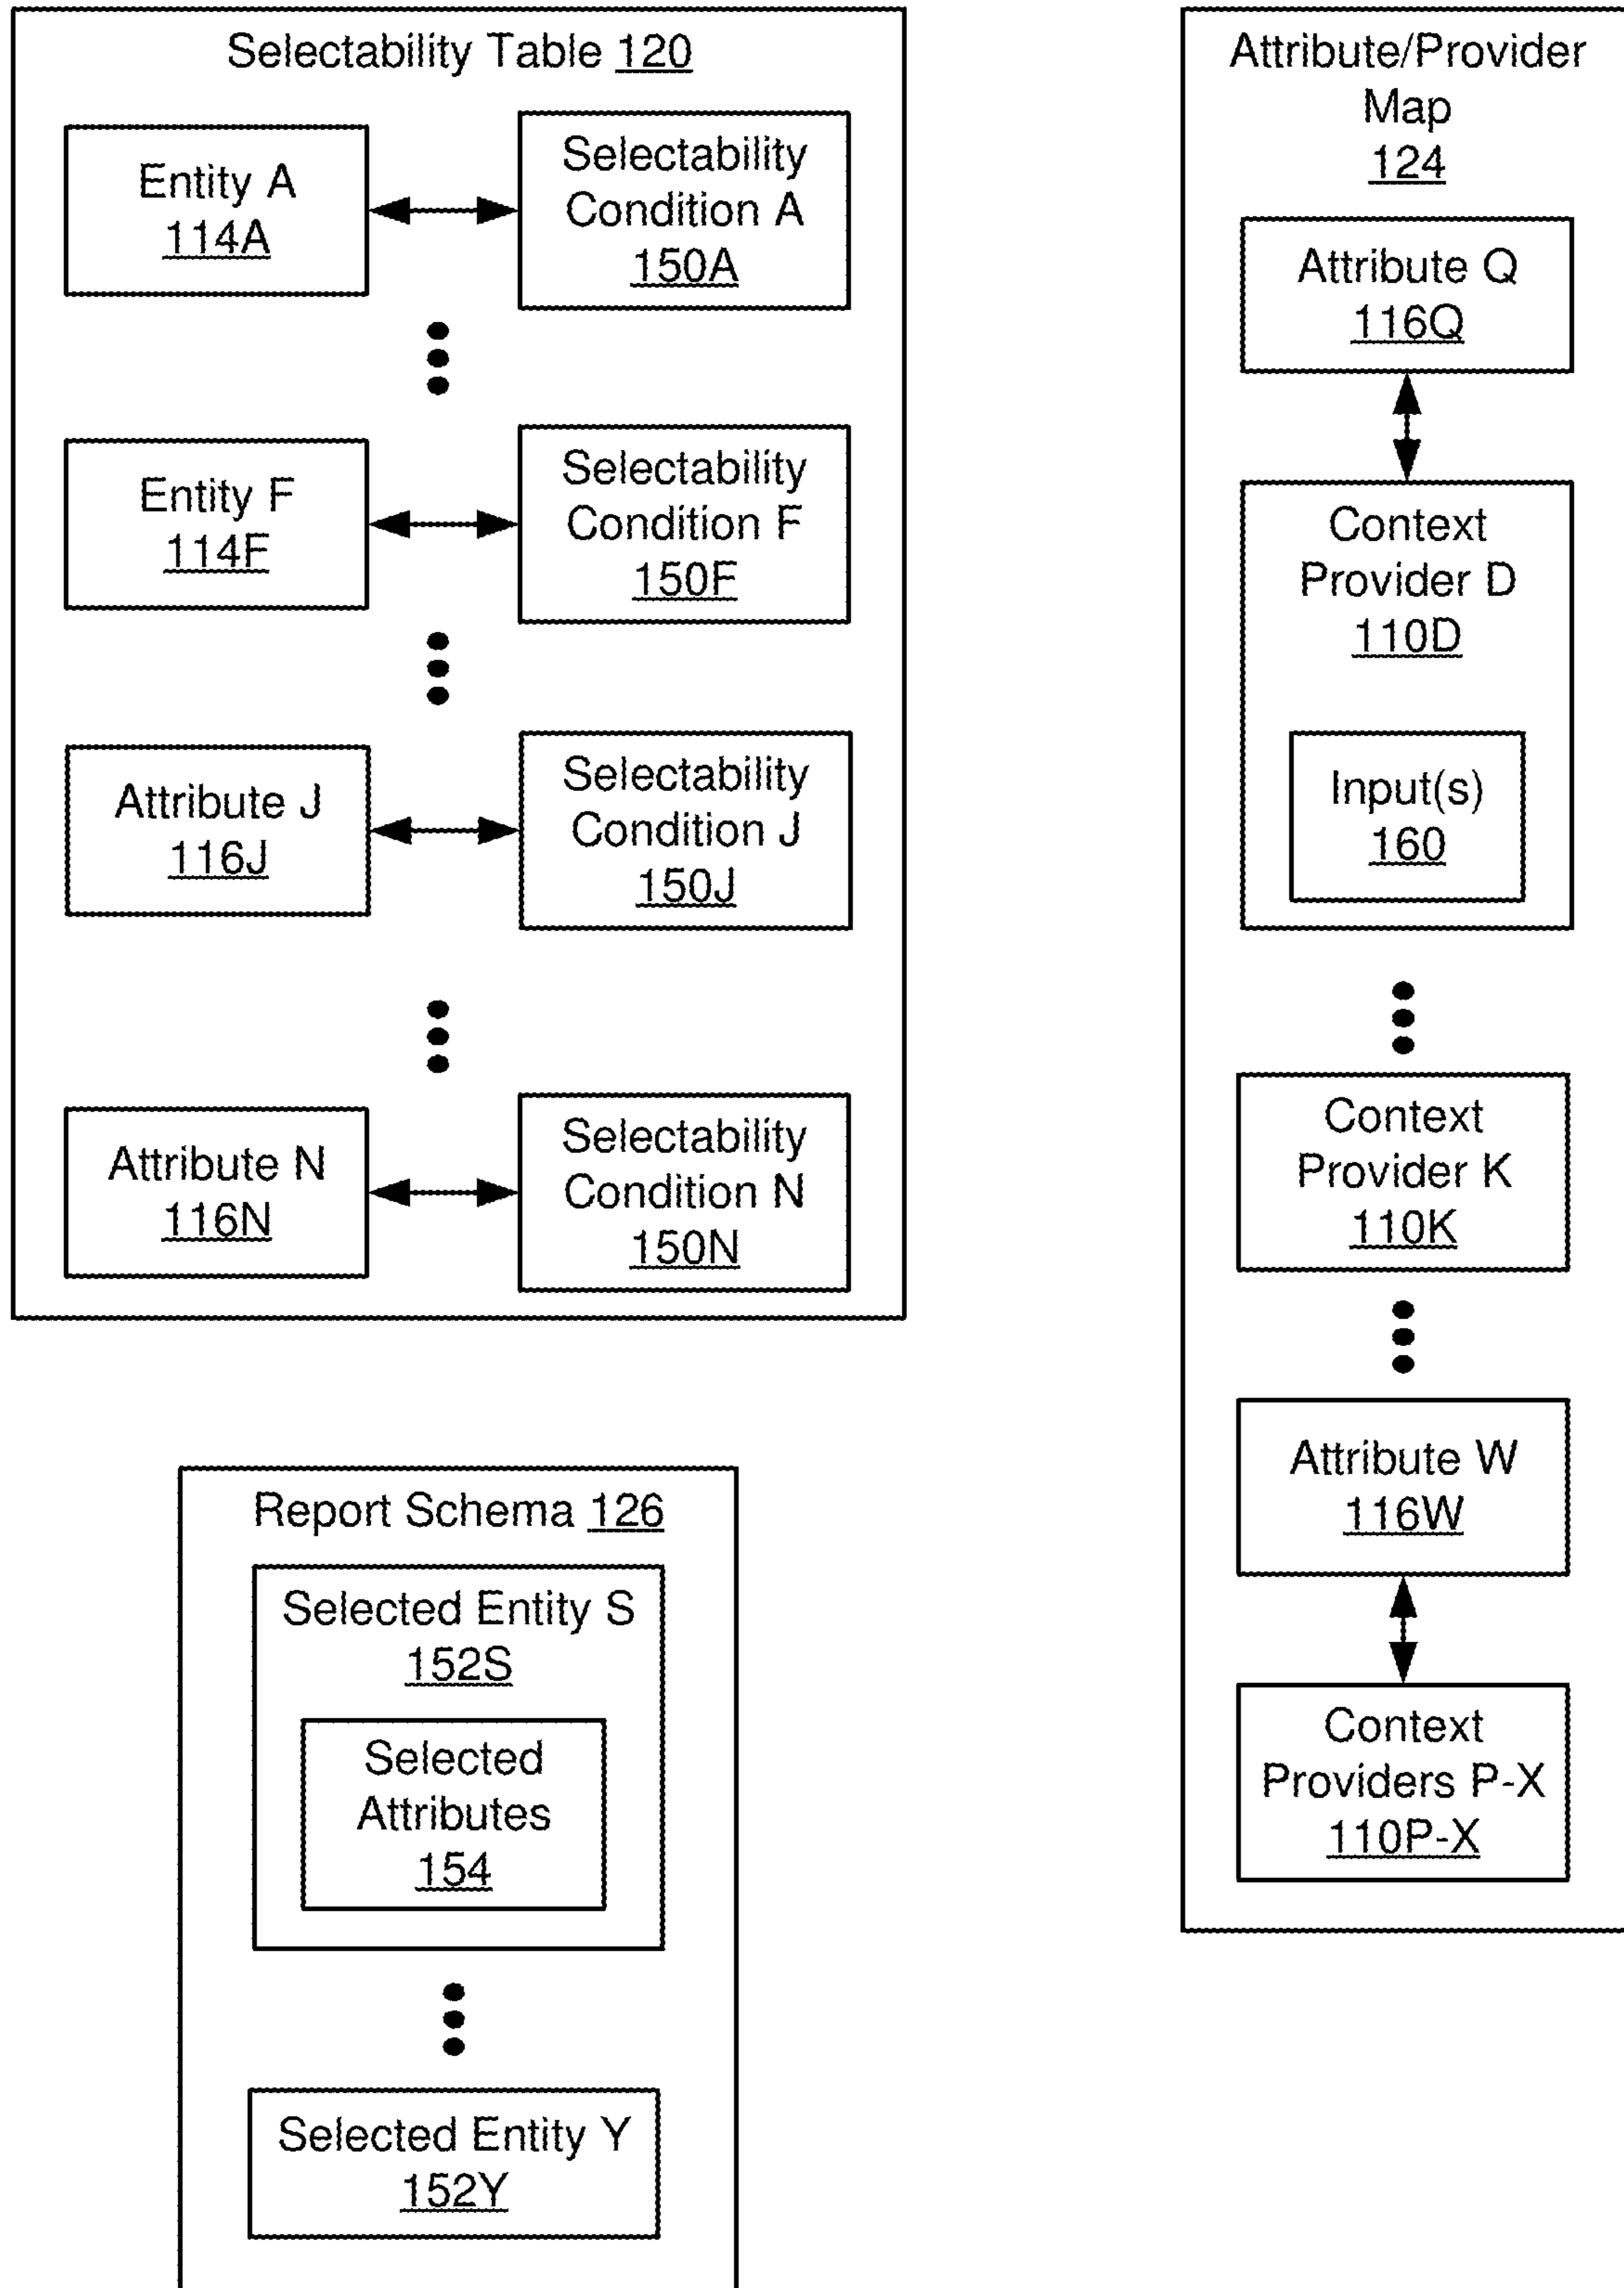 Selectability Table 120
Entity A
114A
Selectability
Condition A
150A
Entity F
114F
Selectability
Condition F
150F
Attribute J
116J
Selectability
Condition J
150J
Attribute N
116N
Selectability
Condition N
150N
Report Schema 126
Selected Entity S
152S
Selected
Attributes
154
Selected Entity Y
152Y
Attribute/Provider
Map
124
Attribute Q
116Q
Context
Provider D
110D
Input(s)
160
Context
Provider K
110K
Attribute W
116W
Context
Providers P-X
110P-X